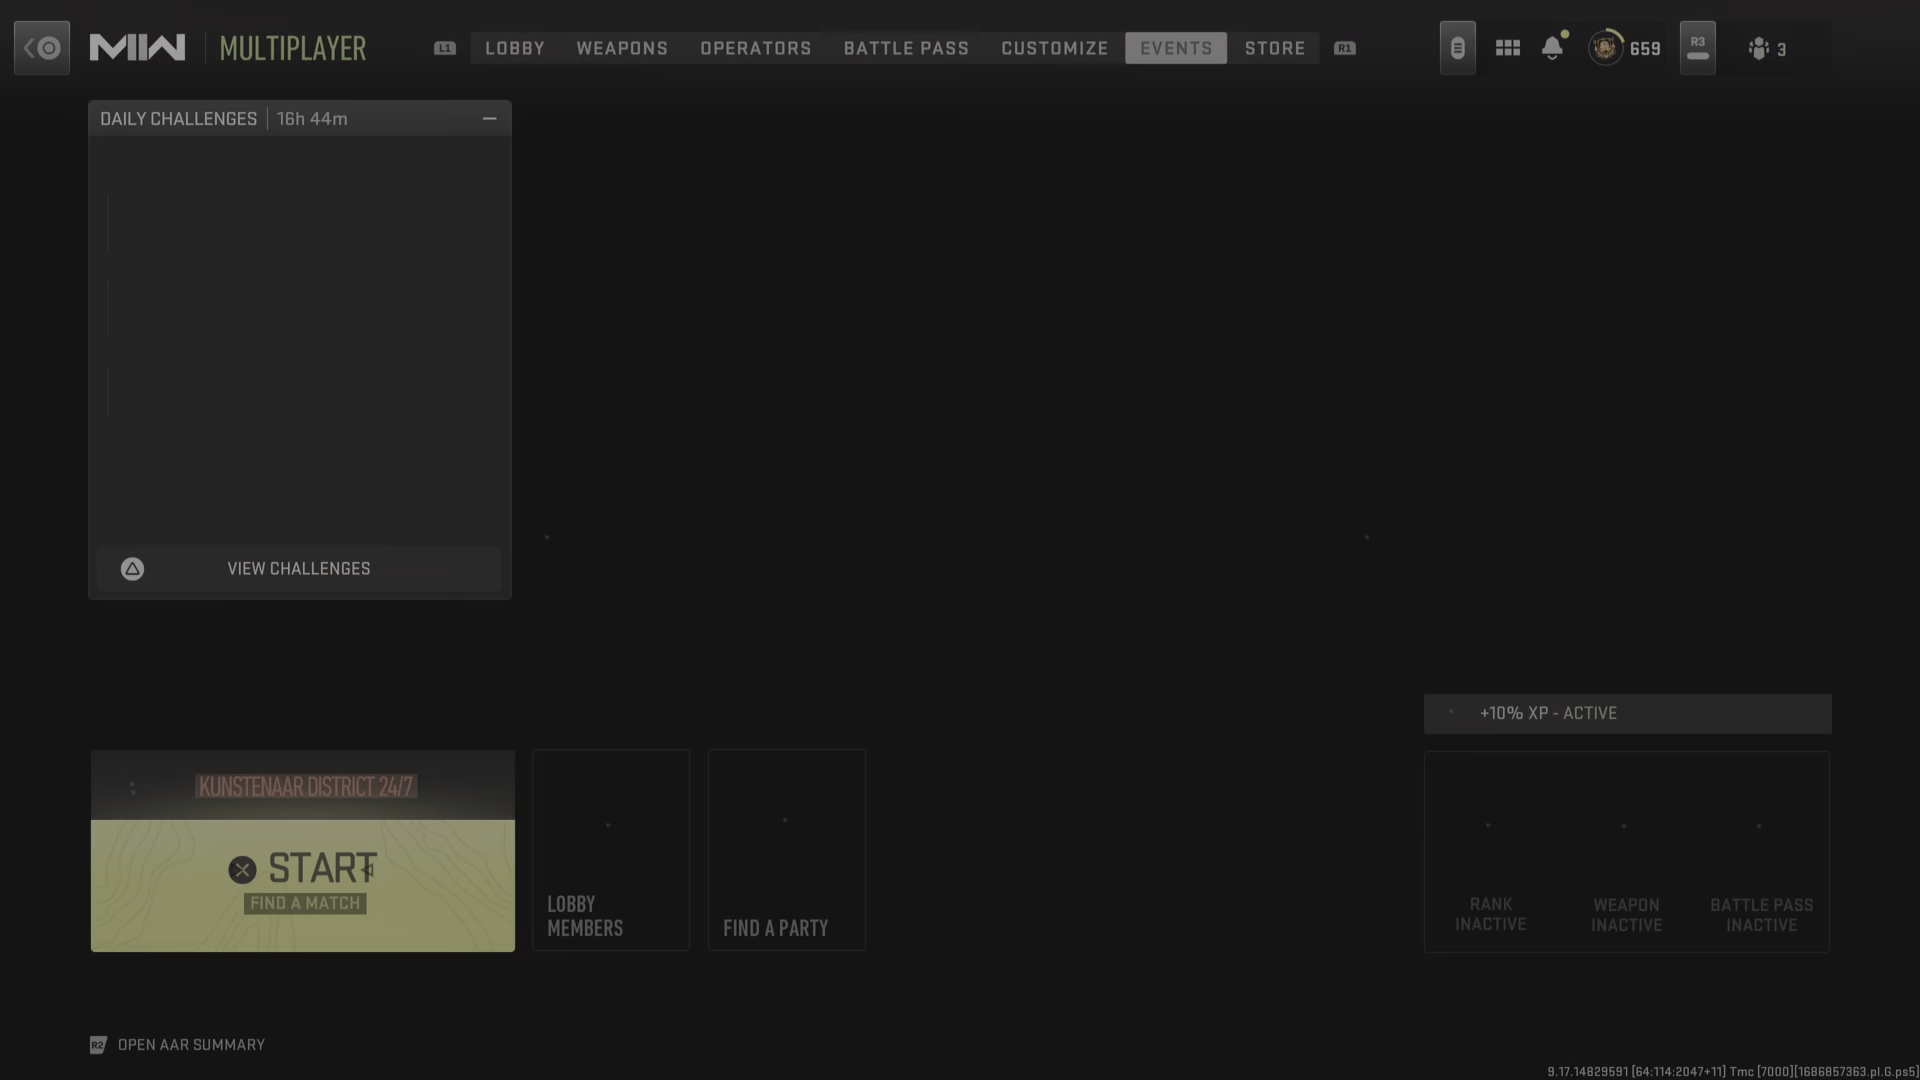 MW MULTIPLAYER
L1 LOBBY WEAPONS OPERATORS BATTLE PASS CUSTOMIZE EVENTS STORE R1
659 R3 3
DAILY CHALLENGES 16h 44m
VIEW CHALLENGES
+10% XP - ACTIVE
KUNSTENAAR DISTRICT 24/7
START
FIND A MATCH
LOBBY
MEMBERS
FIND A PARTY
RANK
INACTIVE
WEAPON
INACTIVE
BATTLE PASS
INACTIVE
R2 OPEN AAR SUMMARY
9.17.14829591 [64:114:2047+11] Tmc [7000][1686857363.pl.G.ps5]